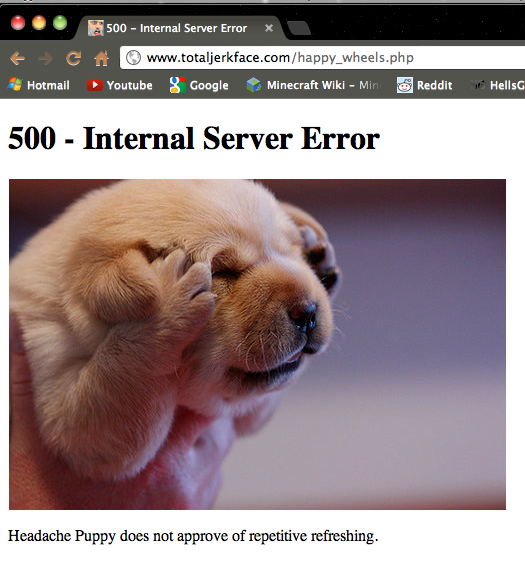 500 - Internal Server Error
www.totaljerkface.com/happy_wheels.php
Hotmail Youtube Google Minecraft Wiki - Min Reddit HellsG
500 - Internal Server Error
Headache Puppy does not approve of repetitive refreshing.